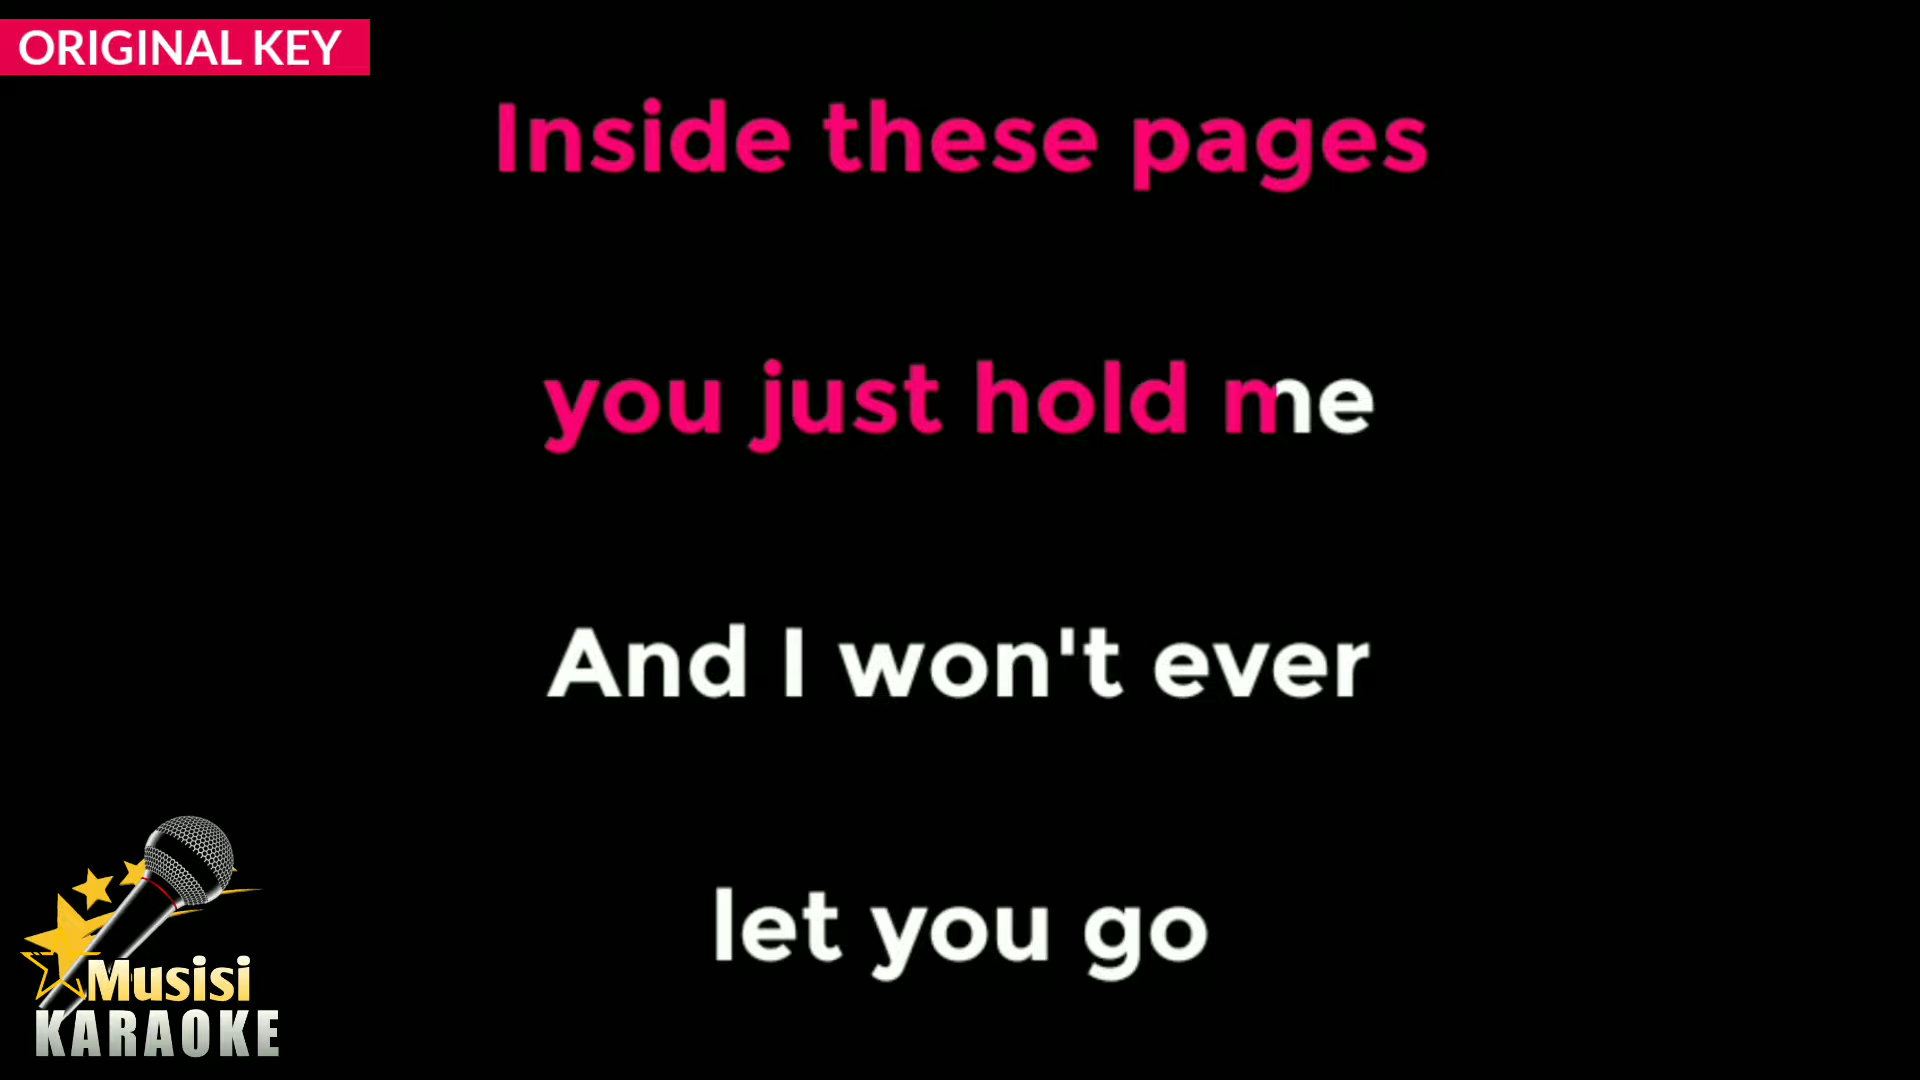 ORIGINAL KEY
Inside these pages
you just hold me
And I won't ever
let you go
Musisi
KARAOKE